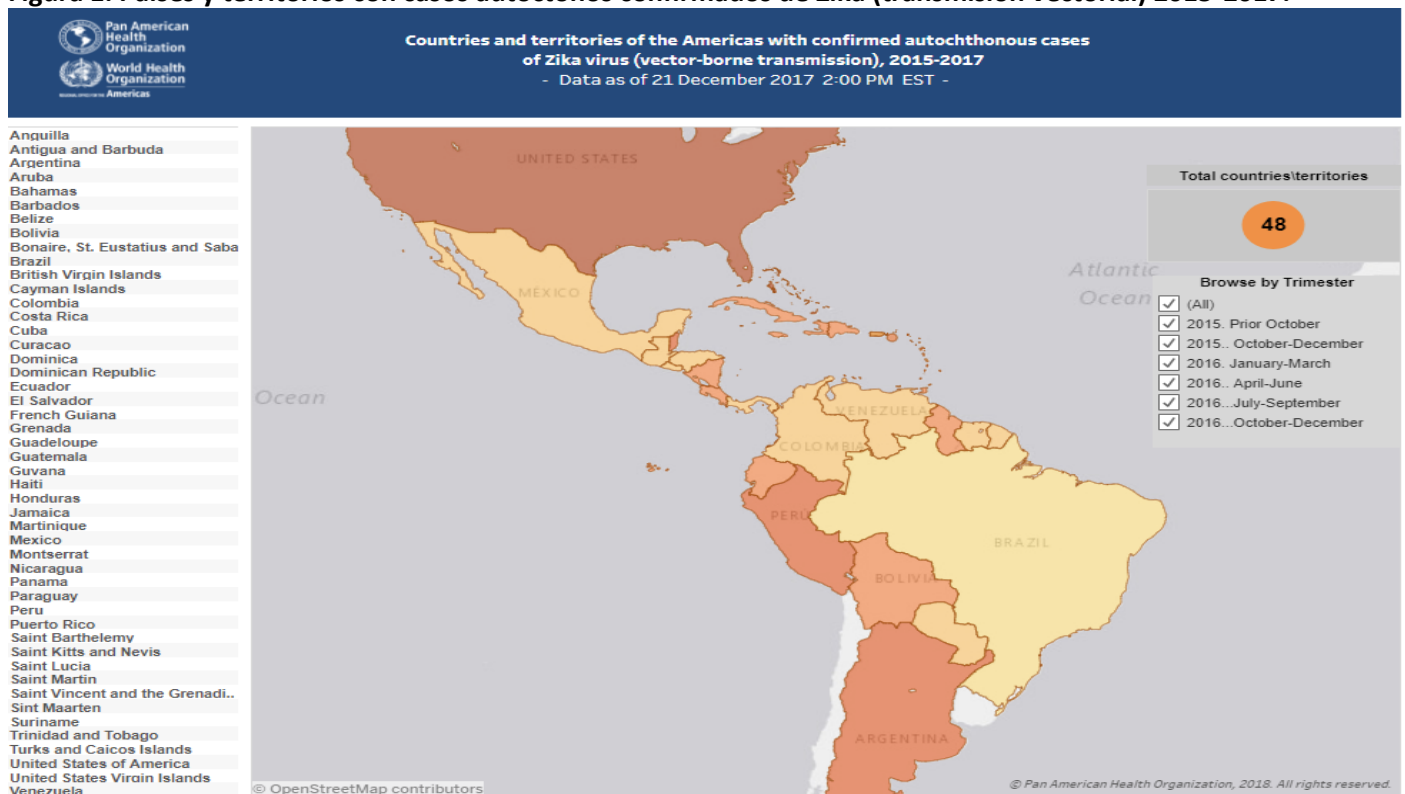 Pan American
Health
Organization
World Health
Organization
Americas
Countries and territories of the Americas with confirmed autochthonous cases
of Zika virus (vector-borne transmission), 2015-2017
- Data as of 21 December 2017 2:00 PM EST -
Anguilla
Antigua and Barbuda
Argentina
Aruba
Bahamas
Barbados
Belize
Bolivia
Bonaire, St. Eustatius and Saba
Brazil
British Virgin Islands
Cayman Islands
Colombia
Costa Rica
Cuba
Curacao
Dominica
Dominican Republic
Ecuador
El Salvador
French Guiana
Grenada
Guadeloupe
Guatemala
Guyana
Haiti
Honduras
Jamaica
Martinique
Mexico
Montserrat
Nicaragua
Panama
Paraguay
Peru
Puerto Rico
Saint Barthelemy
Saint Kitts and Nevis
Saint Lucia
Saint Martin
Saint Vincent and the Grenadi..
Sint Maarten
Suriname
Trinidad and Tobago
Turks and Caicos Islands
United States of America
United States Virgin Islands
Venezuela
UNITED STATES
MÉXICO
Ocean
VENEZUELA
COLOMBIA
PERÚ
BRAZIL
BOLIVIA
ARGENTINA
Atlantic
Ocean
Total countries\territories
48
Browse by Trimester
(All)
2015. Prior October
2015.. October-December
2016. January-March
2016.. April-June
2016...July-September
2016...October-December
© OpenStreetMap contributors
© Pan American Health Organization, 2018. All rights reserved.